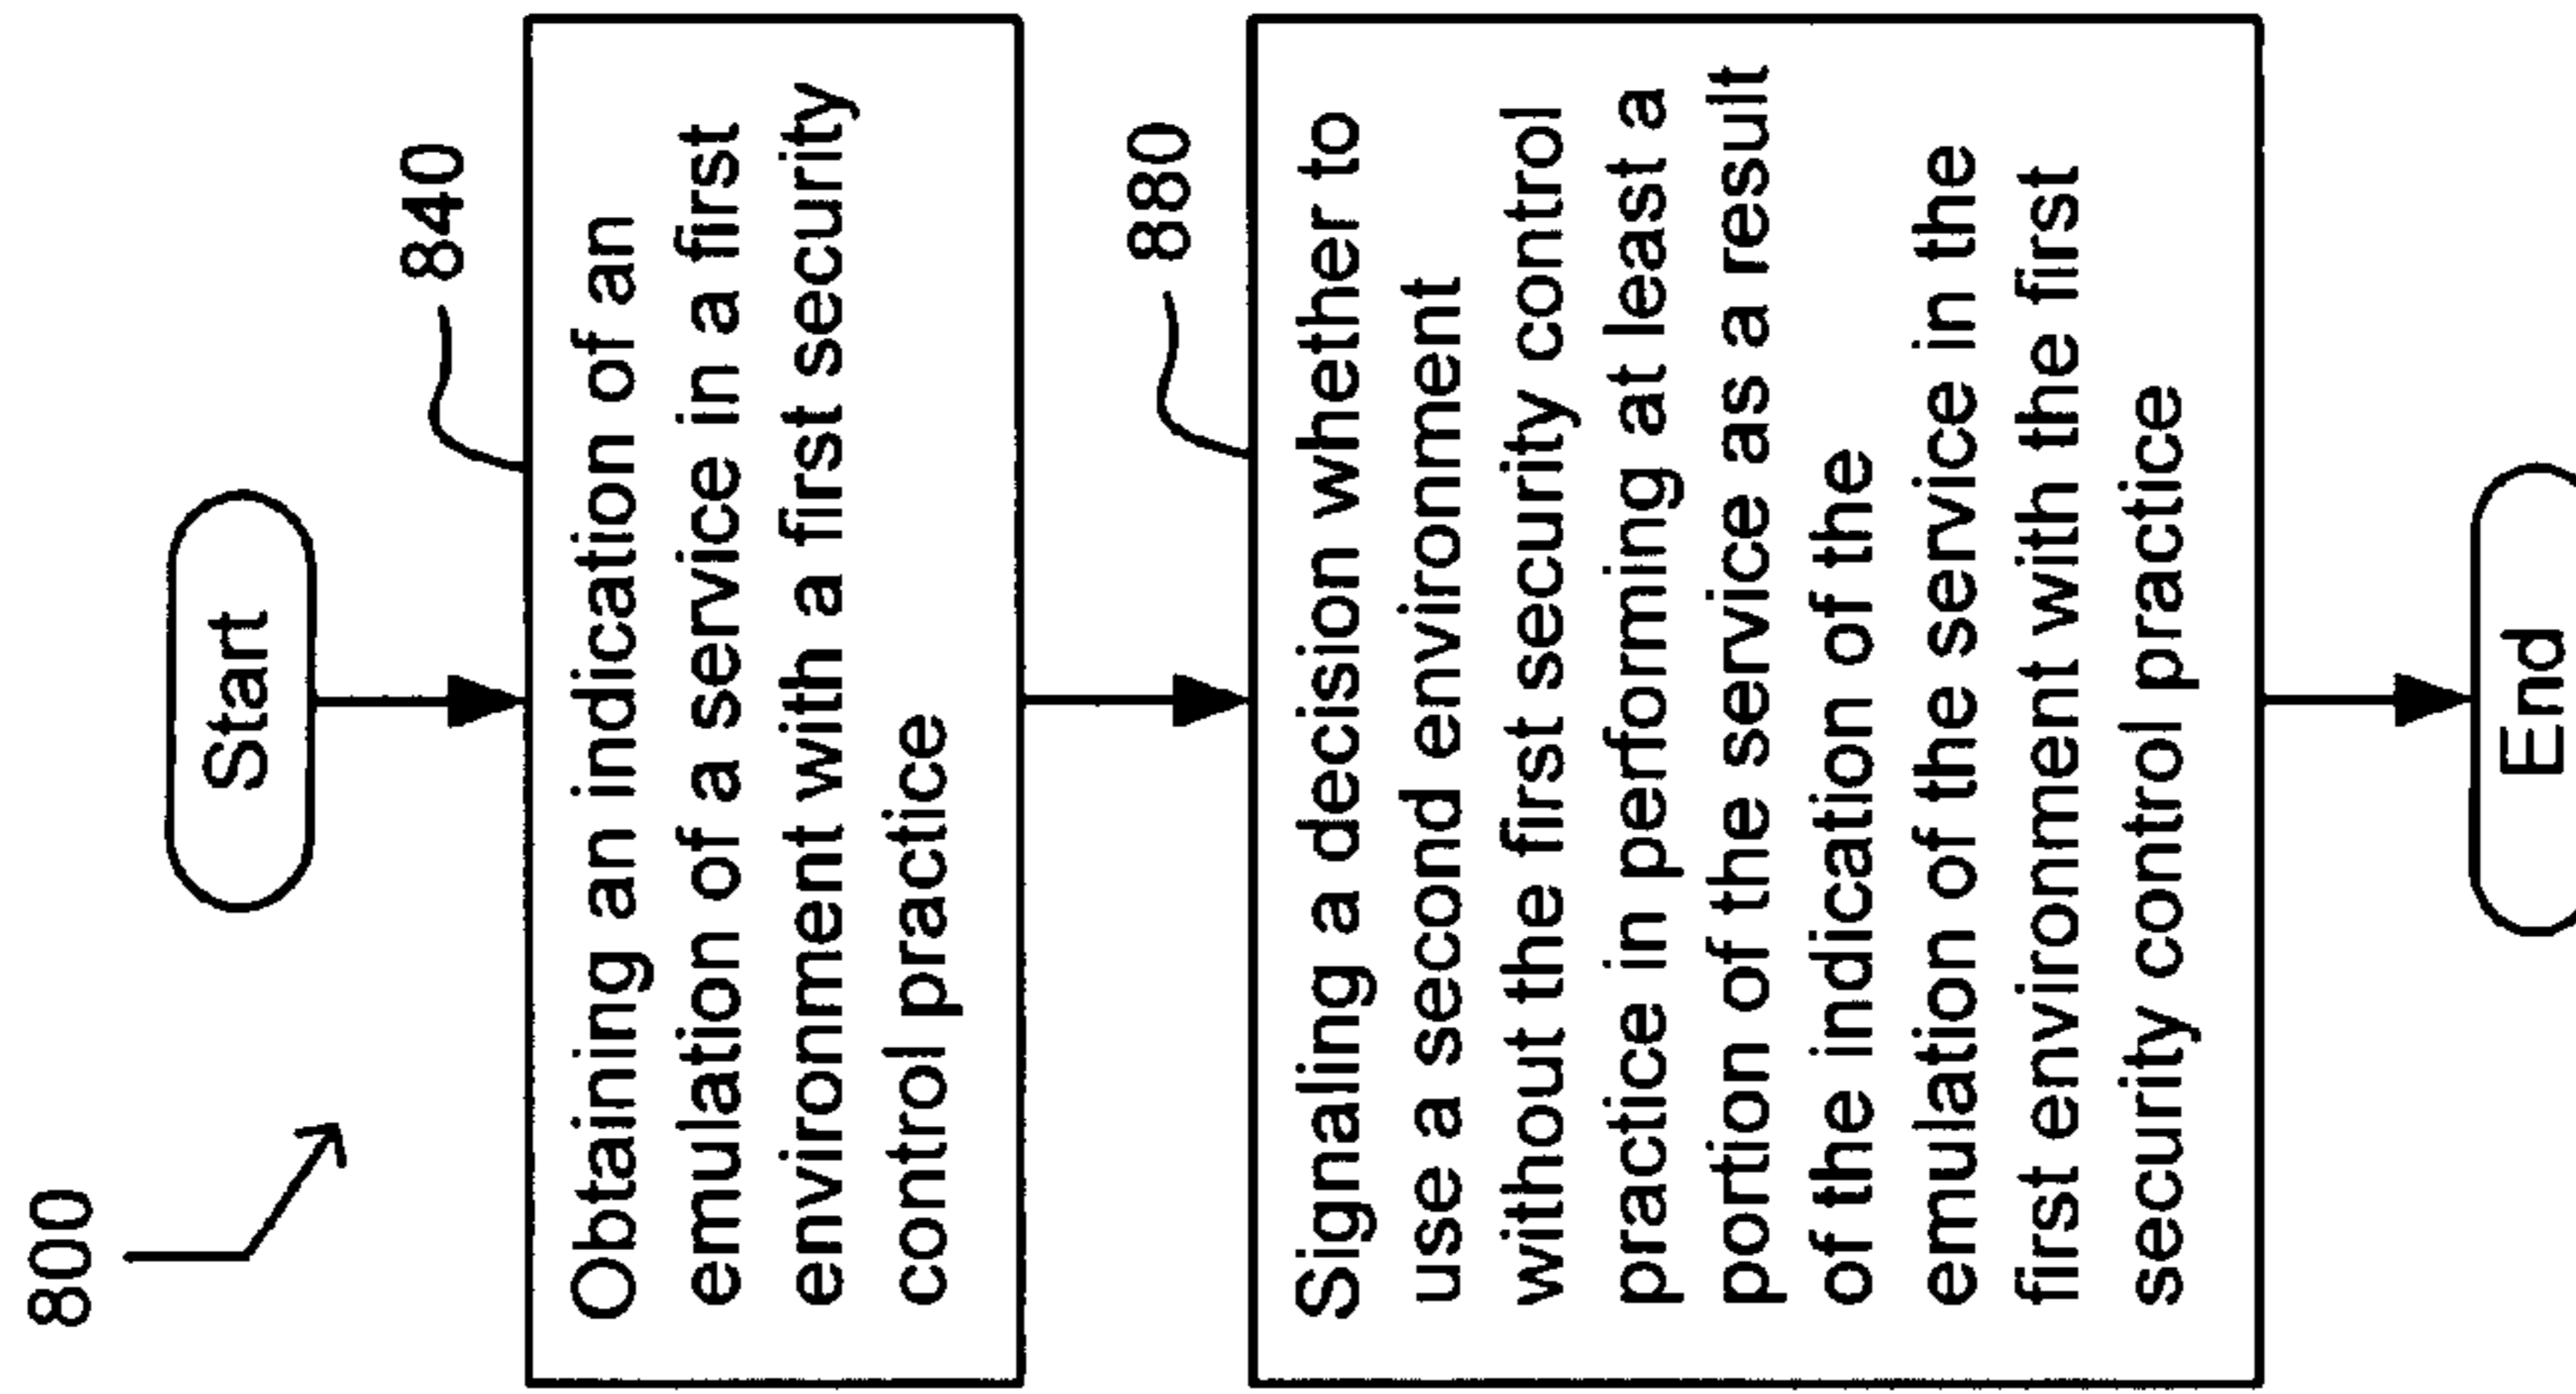 800
Start
840
Obtaining an indication of an
emulation of a service in a first
environment with a first security
control practice
880
Signaling a decision whether to
use a second environment
without the first security control
practice in performing at least a
portion of the service as a result
of the indication of the
emulation of the service in the
first environment with the first
security control practice
End